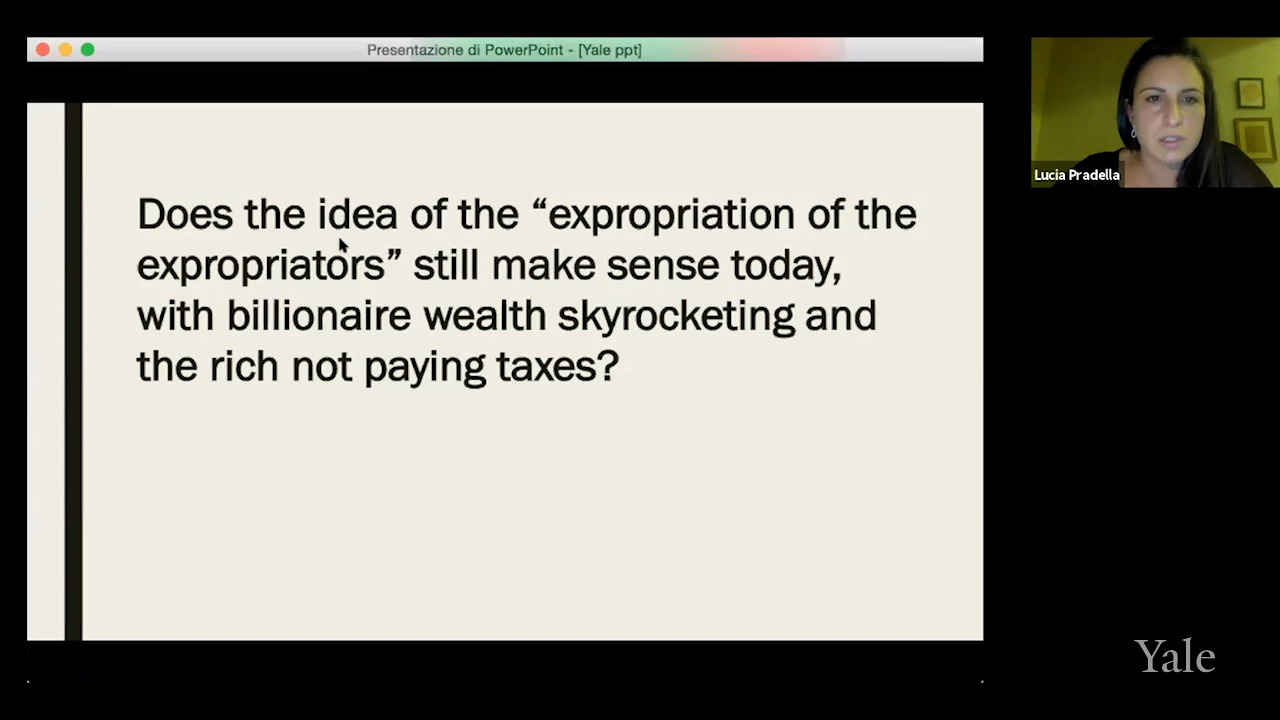 Presentazione di PowerPoint - [Yale ppt]
Does the idea of the “expropriation of the
expropriators” still make sense today,
with billionaire wealth skyrocketing and
the rich not paying taxes?
Lucia Pradella
Yale